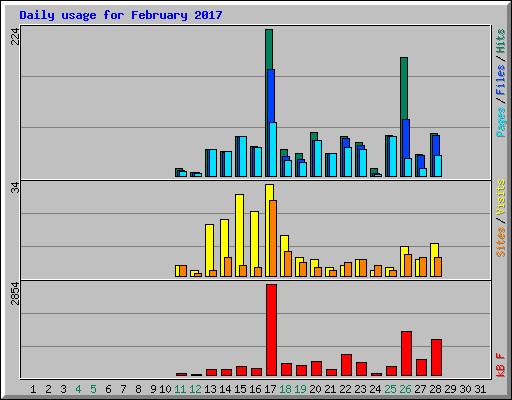 Daily usage for February 2017
224
34
2854
Pages / Files / Hits
Sites / Visits
kB F
1 2 3 4 5 6 7 8 9 10 11 12 13 14 15 16 17 18 19 20 21 22 23 24 25 26 27 28 29 30 31